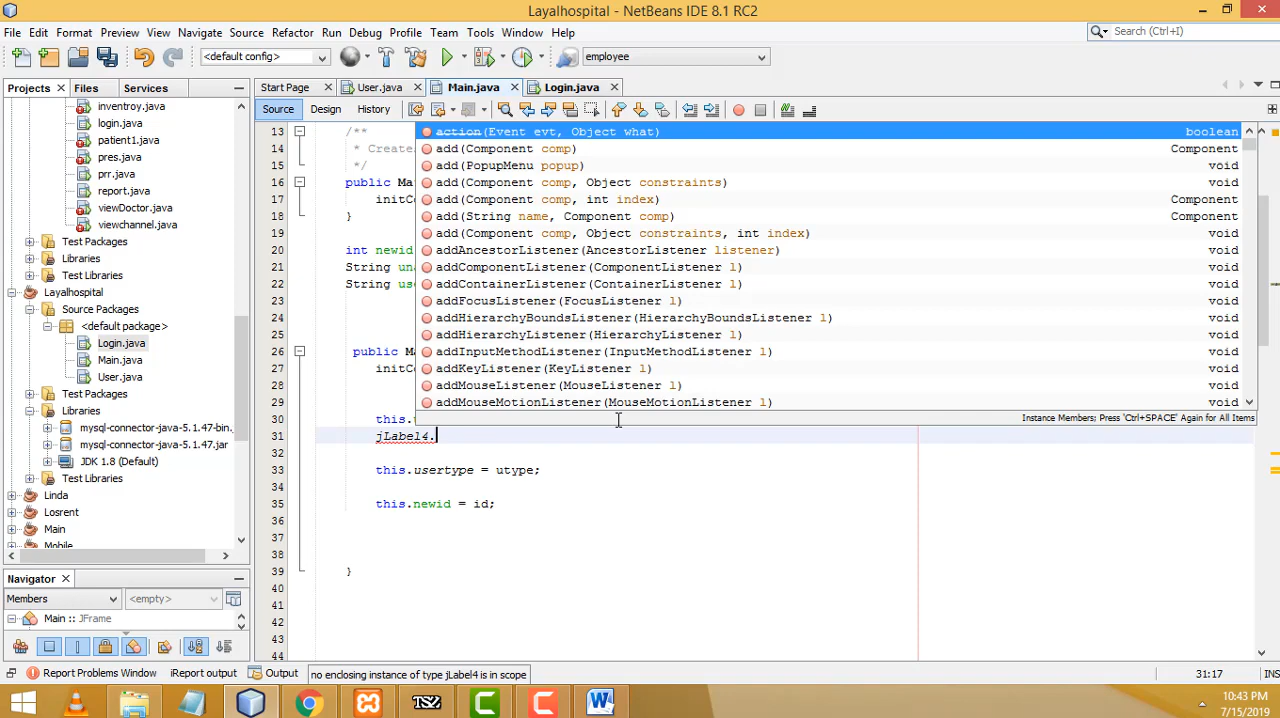 Layalhospital - NetBeans IDE 8.1 RC2
File Edit Format Preview View Navigate Source Refactor Run Debug Profile Team Tools Window Help
Search (Ctrl+I)
<default config>
employee
Projects Files Services
Start Page User.java Main.java Login.java
Source Design History
inventroy.java
login.java
patient1.java
pres.java
prr.java
report.java
viewDoctor.java
viewchannel.java
Test Packages
Libraries
Test Libraries
Layalhospital
Source Packages
<default package>
Login.java
Main.java
User.java
Test Packages
Libraries
mysql-connector-java-5.1.47-bin.
mysql-connector-java-5.1.47.jar
JDK 1.8 (Default)
Test Libraries
Linda
Losrent
Main
Mobile
Navigator
Members <empty>
Main :: JFrame
13 /**
14 * Create
15 */
16 public Ma
17 initCo
18 }
19
20 int newid
21 String una
22 String use
23
24
25
26 public Ma
27 initCo
28
29
30 this.
31 jLabel4.
32
33 this.usertype = utype;
34
35 this.newid = id;
36
37
38
39 }
40
41
42
43
44
action(Event evt, Object what) boolean
add(Component comp) Component
add(PopupMenu popup) void
add(Component comp, Object constraints) void
add(Component comp, int index) Component
add(String name, Component comp) Component
add(Component comp, Object constraints, int index) void
addAncestorListener(AncestorListener listener) void
addComponentListener(ComponentListener l) void
addContainerListener(ContainerListener l) void
addFocusListener(FocusListener l) void
addHierarchyBoundsListener(HierarchyBoundsListener l) void
addHierarchyListener(HierarchyListener l) void
addInputMethodListener(InputMethodListener l) void
addKeyListener(KeyListener l) void
addMouseListener(MouseListener l) void
addMouseMotionListener(MouseMotionListener l) void
Instance Members; Press 'Ctrl+SPACE' Again for All Items
Report Problems Window iReport output Output
no enclosing instance of type jLabel4 is in scope
31:17 INS
TS2
10:43 PM
7/15/2019